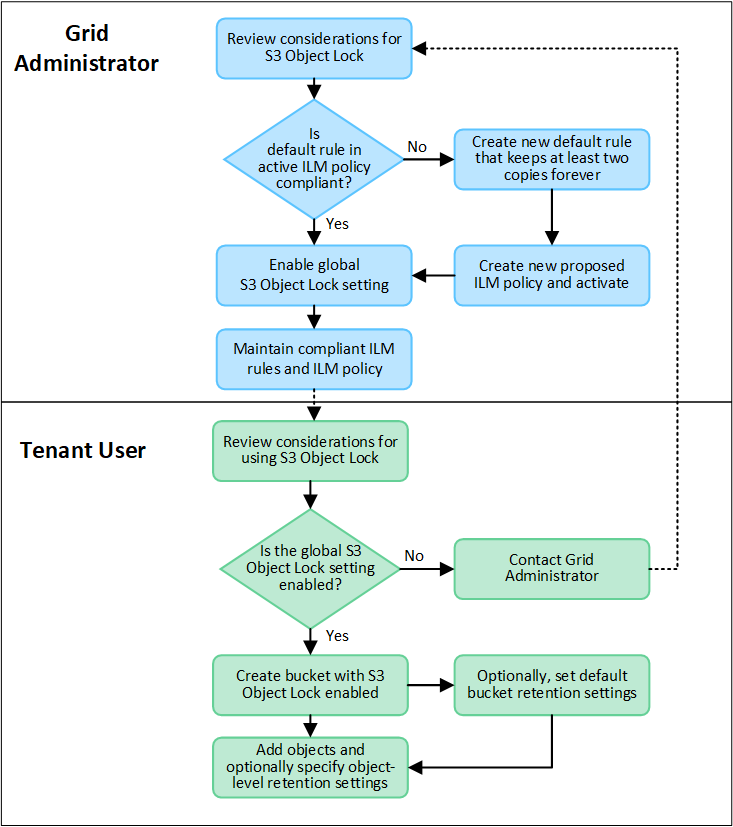 Grid
Administrator
Review considerations for
S3 Object Lock
Is
default rule in
active ILM policy
compliant?
No
Create new default rule
that keeps at least two
copies forever
Yes
Enable global
S3 Object Lock setting
Create new proposed
ILM policy and activate
Maintain compliant ILM
rules and ILM policy
Tenant User
Review considerations for
using S3 Object Lock
Is the global S3
Object Lock setting
enabled?
No
Contact Grid
Administrator
Yes
Create bucket with S3
Object Lock enabled
Optionally, set default
bucket retention settings
Add objects and
optionally specify object-
level retention settings